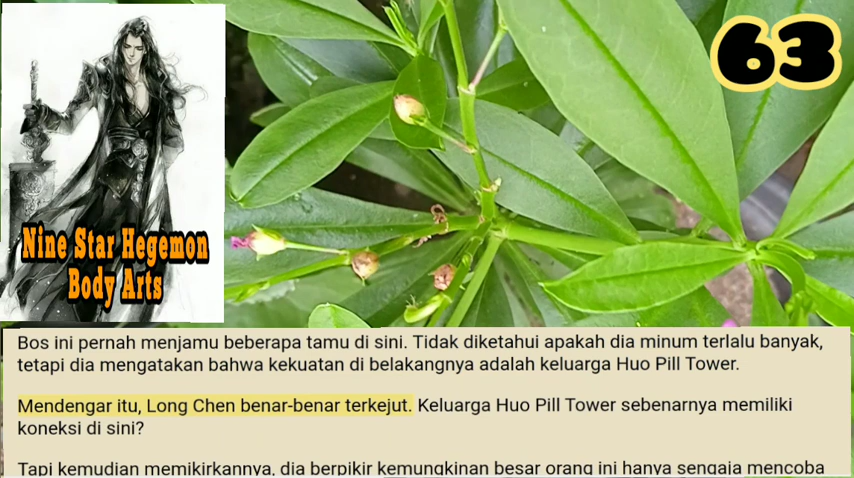 63
Nine Star Hegemon
Body Arts
Bos ini pernah menjamu beberapa tamu di sini. Tidak diketahui apakah dia minum terlalu banyak,
tetapi dia mengatakan bahwa kekuatan di belakangnya adalah keluarga Huo Pill Tower.
Mendengar itu, Long Chen benar-benar terkejut. Keluarga Huo Pill Tower sebenarnya memiliki
koneksi di sini?
Tapi kemudian memikirkannya, dia berpikir kemungkinan besar orang ini hanya sengaja mencoba